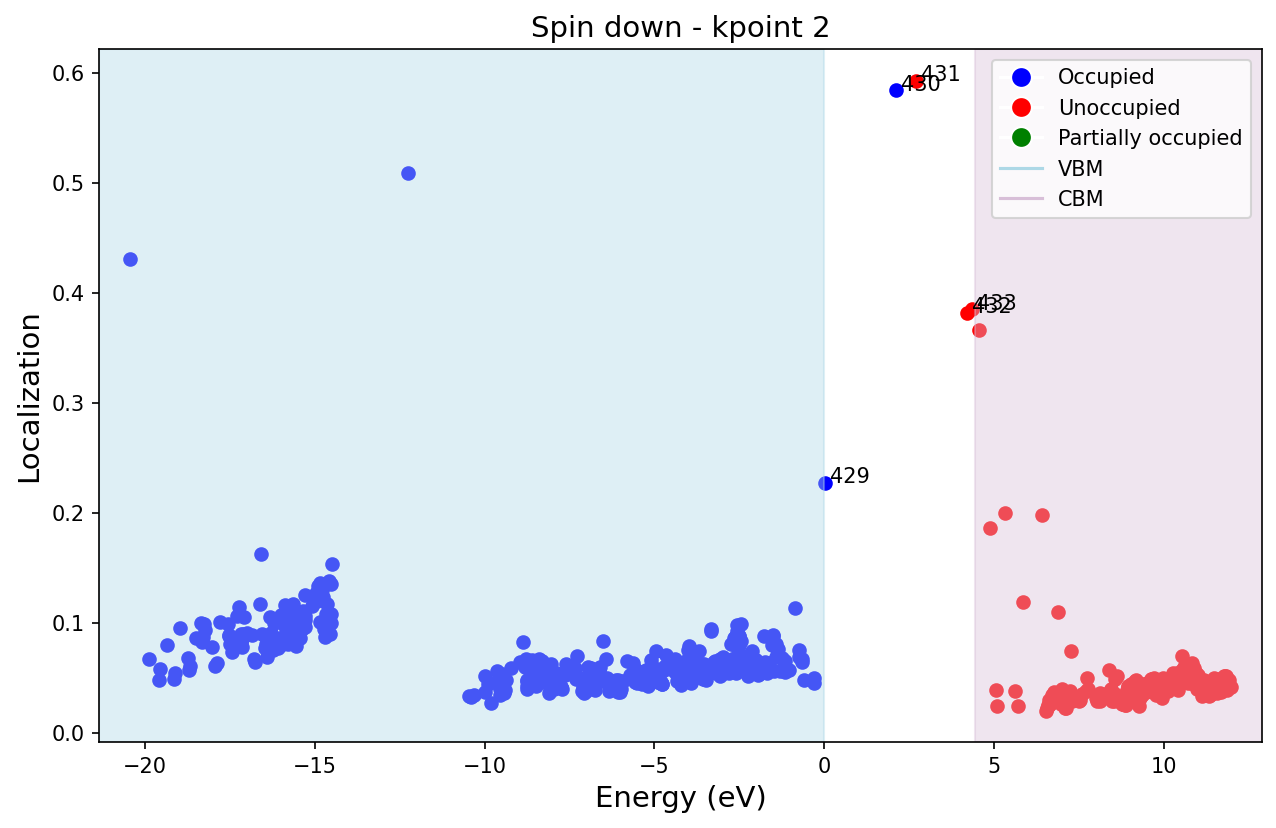 Spin down - kpoint 2
Localization
0.6
0.5
0.4
0.3
0.2
0.1
0.0
431
430
433
432
429
Occupied
Unoccupied
Partially occupied
VBM
CBM
−20
−15
−10
−5
0
5
10
Energy (eV)